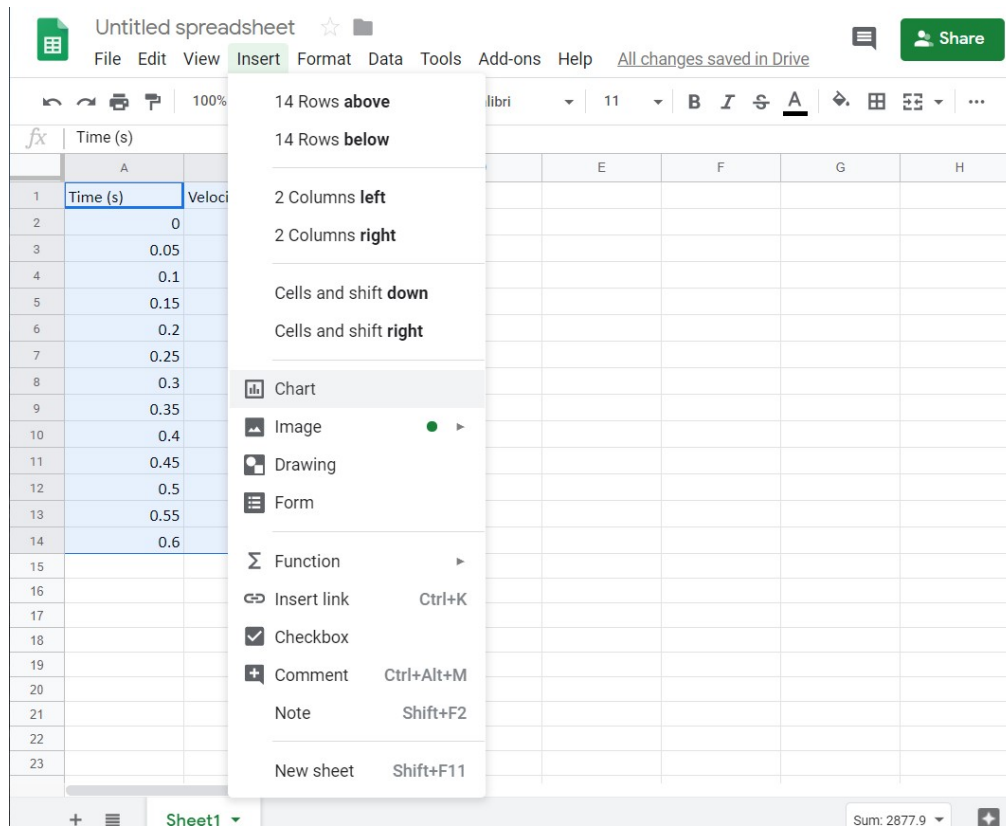 Untitled spreadsheet
File Edit View Insert Format Data Tools Add-ons Help All changes saved in Drive
Share
100% 11 B I S A ...
fx Time (s)
A E F G H
1 Time (s)
2 0
3 0.05
4 0.1
5 0.15
6 0.2
7 0.25
8 0.3
9 0.35
10 0.4
11 0.45
12 0.5
13 0.55
14 0.6
15
16
17
18
19
20
21
22
23
14 Rows above
14 Rows below
2 Columns left
2 Columns right
Cells and shift down
Cells and shift right
Chart
Image
Drawing
Form
Σ Function
Insert link Ctrl+K
Checkbox
Comment Ctrl+Alt+M
Note Shift+F2
New sheet Shift+F11
+ Sheet1 Sum: 2877.9